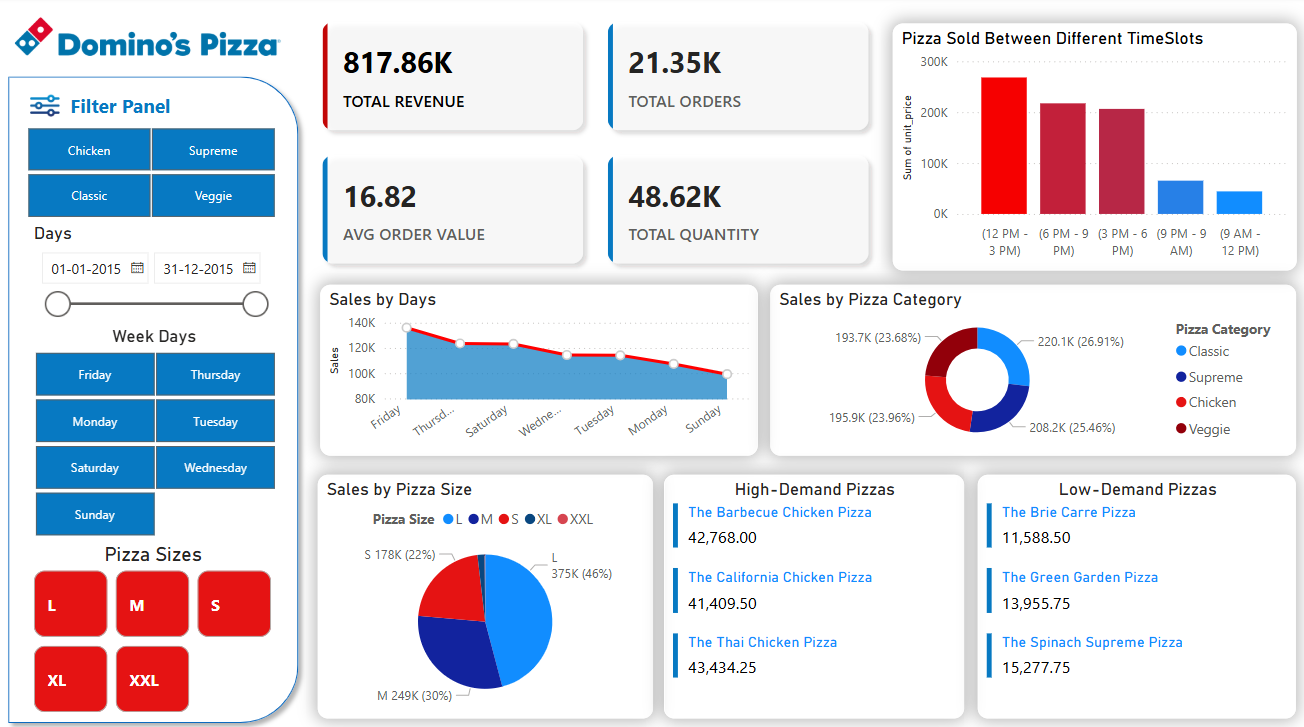 Domino's Pizza
Filter Panel
Chicken
Supreme
Classic
Veggie
Days
01-01-2015
31-12-2015
Week Days
Friday
Thursday
Monday
Tuesday
Saturday
Wednesday
Sunday
Pizza Sizes
L
M
S
XL
XXL
817.86K
TOTAL REVENUE
21.35K
TOTAL ORDERS
16.82
AVG ORDER VALUE
48.62K
TOTAL QUANTITY
Pizza Sold Between Different TimeSlots
Sum of unit_price
300K
200K
100K
0K
(12 PM -
3 PM)
(6 PM - 9
PM)
(3 PM - 6
PM)
(9 PM - 9
AM)
(9 AM -
12 PM)
Sales by Days
Sales
140K
120K
100K
80K
Friday
Thursd...
Saturday
Wedne...
Tuesday
Monday
Sunday
Sales by Pizza Category
193.7K (23.68%)
220.1K (26.91%)
195.9K (23.96%)
208.2K (25.46%)
Pizza Category
Classic
Supreme
Chicken
Veggie
Sales by Pizza Size
Pizza Size L M S XL XXL
S 178K (22%)
L
375K (46%)
M 249K (30%)
High-Demand Pizzas
The Barbecue Chicken Pizza
42,768.00
The California Chicken Pizza
41,409.50
The Thai Chicken Pizza
43,434.25
Low-Demand Pizzas
The Brie Carre Pizza
11,588.50
The Green Garden Pizza
13,955.75
The Spinach Supreme Pizza
15,277.75